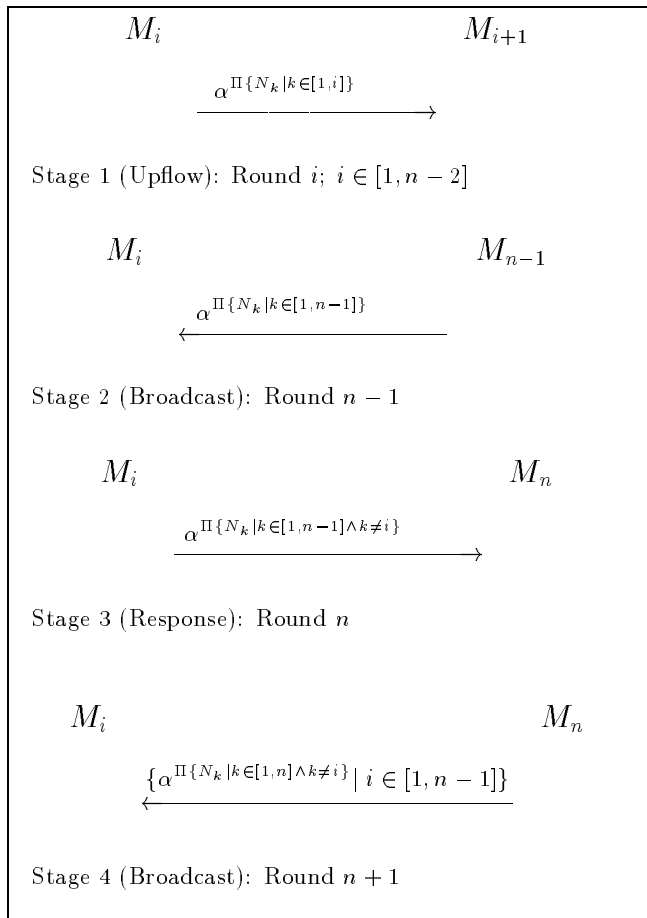 M_i M_{i+1}
α^{Π{N_k|k∈[1,i]}}
Stage 1 (Upflow): Round i; i ∈ [1, n − 2]
M_i M_{n−1}
α^{Π{N_k|k∈[1,n−1]}}
Stage 2 (Broadcast): Round n − 1
M_i M_n
α^{Π{N_k|k∈[1,n−1]∧k≠i}}
Stage 3 (Response): Round n
M_i M_n
{α^{Π{N_k|k∈[1,n]∧k≠i}} | i ∈ [1, n − 1]}
Stage 4 (Broadcast): Round n + 1